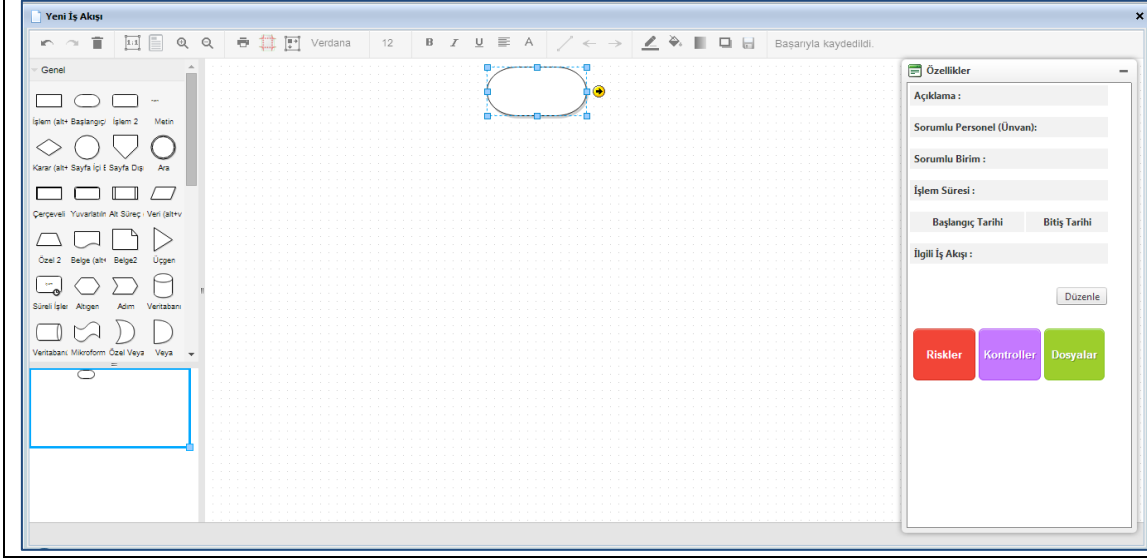 Yeni İş Akışı
1:1
Verdana
12
B I U A
Başarıyla kaydedildi.
Genel
İşlem (alt+ Başlangıç/ İşlem 2 Metin
Karar (alt+ Sayfa İçi E Sayfa Dışı Ara
Çerçeveli Yuvarlatılr Alt Süreç Veri (alt+v
Özel 2 Belge (alt+ Belge2 Üçgen
Süreli İşler Altıgen Adım Veritabanı
Veritabanı Mikroform Özel Veya Veya
Özellikler
Açıklama :
Sorumlu Personel (Ünvan):
Sorumlu Birim :
İşlem Süresi :
Başlangıç Tarihi Bitiş Tarihi
İlgili İş Akışı :
Düzenle
Riskler Kontroller Dosyalar